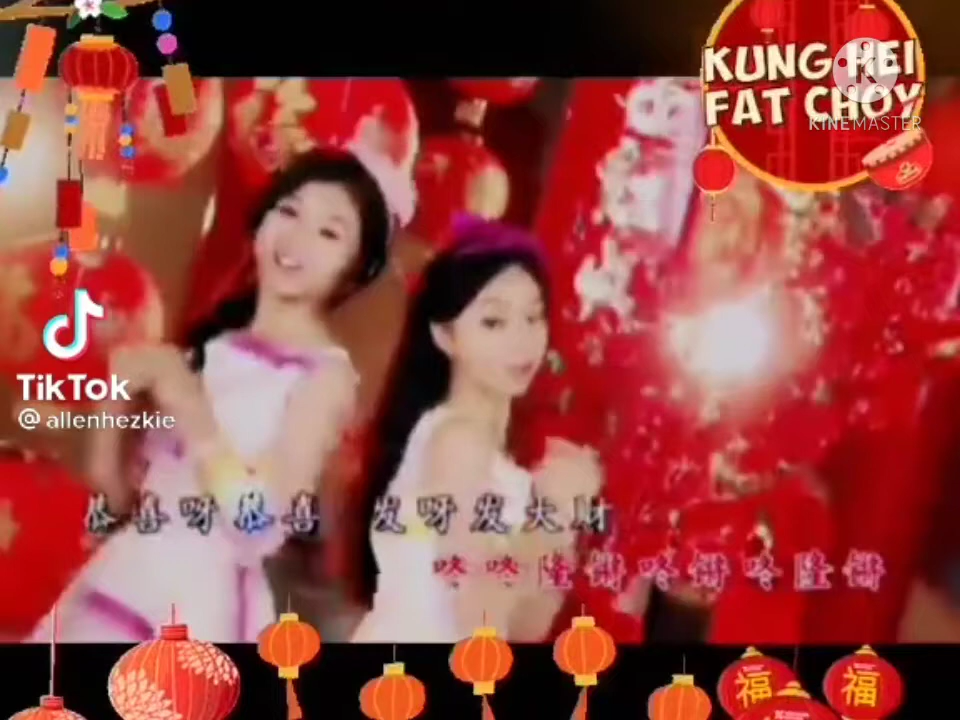 KUNG HEI
FAT CHOY
KINEMASTER
TikTok
@allenhezkie
恭喜呀恭喜 发呀发大财
咚咚隆锵咚锵咚隆锵
福 福